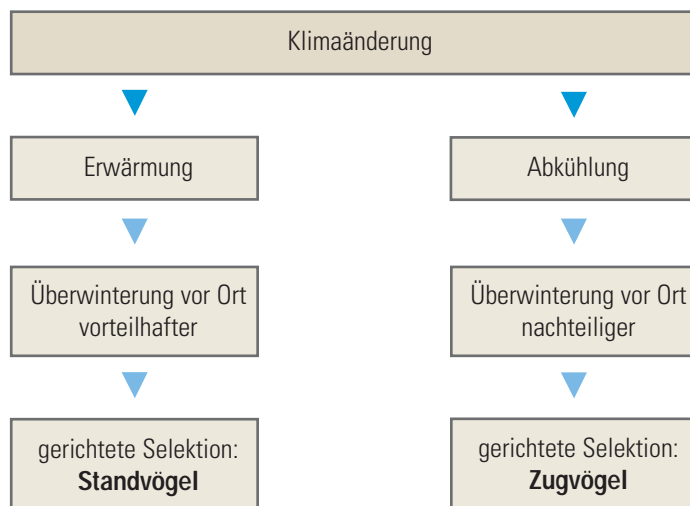 Klimaänderung
Erwärmung
Abkühlung
Überwinterung vor Ort
vorteilhafter
Überwinterung vor Ort
nachteiliger
gerichtete Selektion:
Standvögel
gerichtete Selektion:
Zugvögel